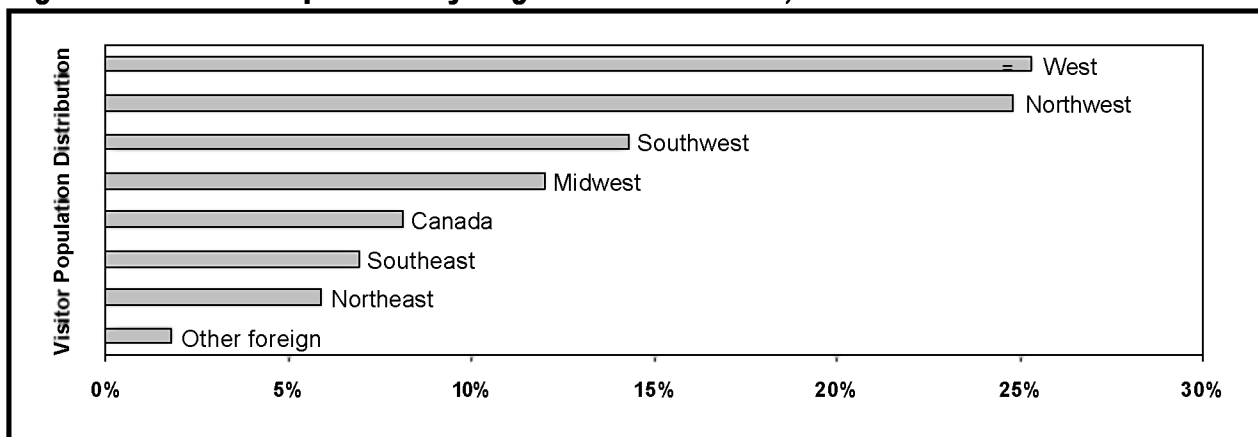 Visitor Population Distribution
=
West
Northwest
Southwest
Midwest
Canada
Southeast
Northeast
Other foreign
0% 5% 10% 15% 20% 25% 30%